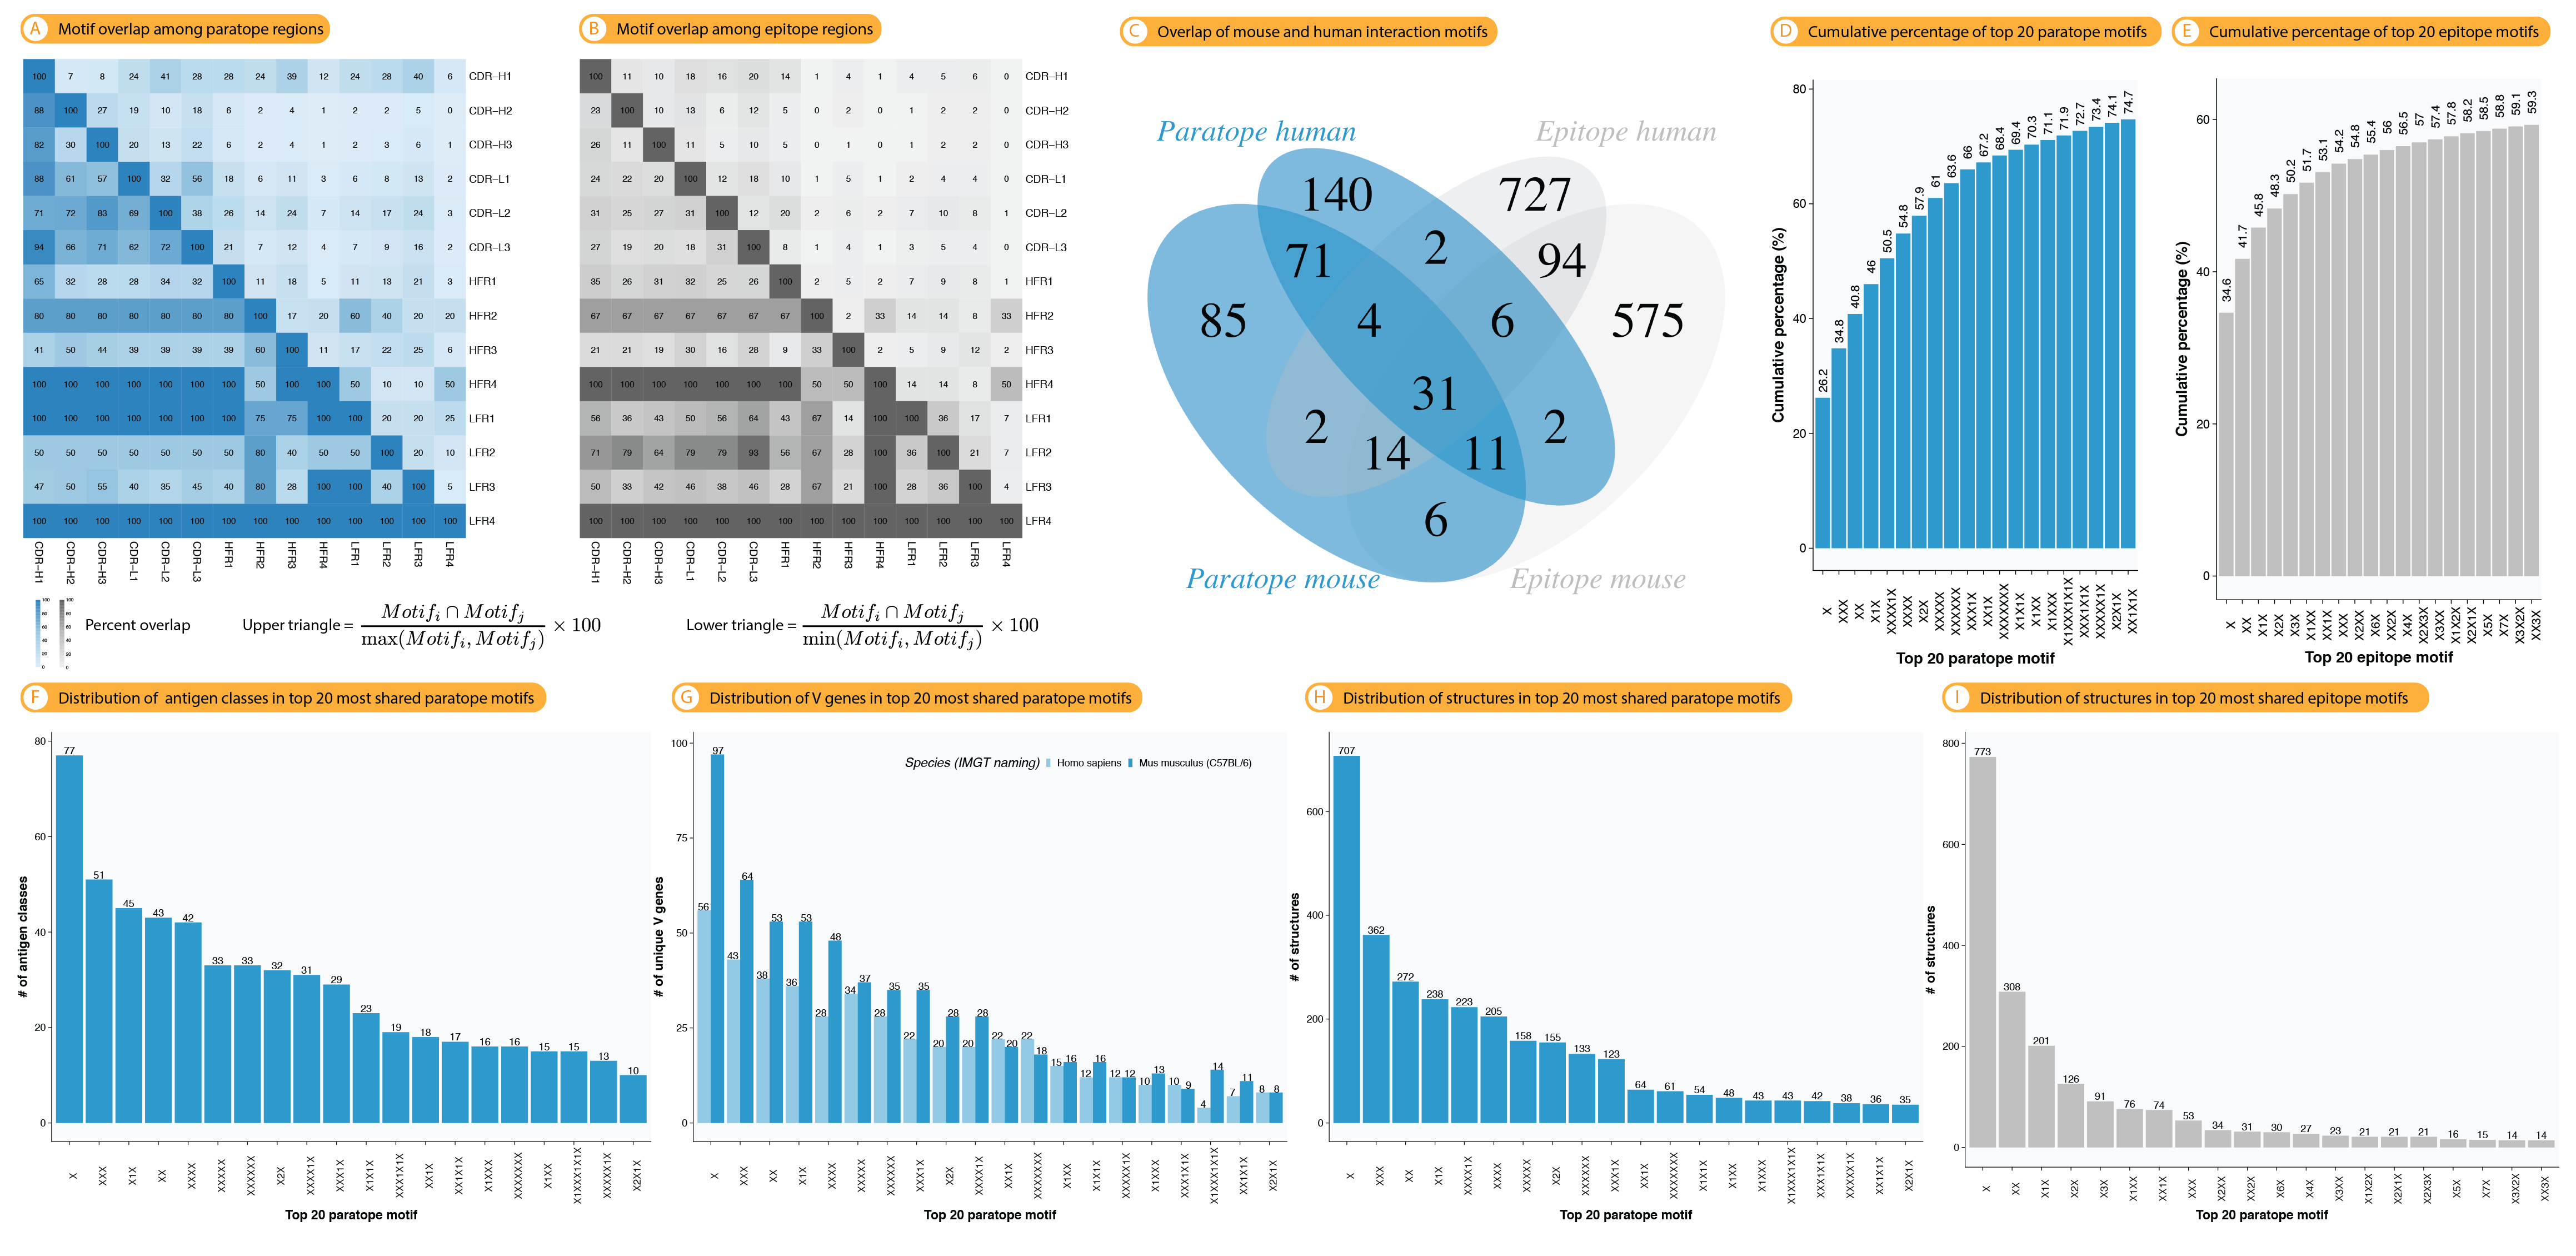 A Motif overlap among paratope regions
100 7 8 24 41 28 28 24 39 12 24 28 40 6 CDR-H1
88 100 27 19 10 18 6 2 4 1 2 2 5 0 CDR-H2
82 30 100 20 13 22 6 2 4 1 2 3 6 1 CDR-H3
88 61 57 100 32 56 18 6 11 3 6 8 13 2 CDR-L1
71 72 83 69 100 38 26 14 24 7 14 17 24 3 CDR-L2
94 66 71 62 72 100 21 7 12 4 7 9 16 2 CDR-L3
65 32 28 28 34 32 100 11 18 5 11 13 21 3 HFR1
80 80 80 80 80 80 80 100 17 20 60 40 20 20 HFR2
41 50 44 39 39 39 39 60 100 11 17 22 25 6 HFR3
100 100 100 100 100 100 100 50 100 100 50 10 10 50 HFR4
100 100 100 100 100 100 100 75 75 100 100 20 20 25 LFR1
50 50 50 50 50 50 50 80 40 50 50 100 20 10 LFR2
47 50 55 40 35 45 40 80 28 100 100 40 100 5 LFR3
100 100 100 100 100 100 100 100 100 100 100 100 100 100 LFR4
CDR-H1 CDR-H2 CDR-H3 CDR-L1 CDR-L2 CDR-L3 HFR1 HFR2 HFR3 HFR4 LFR1 LFR2 LFR3 LFR4
B Motif overlap among epitope regions
100 11 10 18 16 20 14 1 4 1 4 5 6 0 CDR-H1
23 100 10 13 6 12 5 0 2 0 1 2 2 0 CDR-H2
26 11 100 11 5 10 5 0 1 0 1 2 2 0 CDR-H3
24 22 20 100 12 18 10 1 5 1 2 4 4 0 CDR-L1
31 25 27 31 100 12 20 2 6 2 7 10 8 1 CDR-L2
27 19 20 18 31 100 8 1 4 1 3 5 4 0 CDR-L3
35 26 31 32 25 26 100 2 5 2 7 9 8 1 HFR1
67 67 67 67 67 67 67 100 2 33 14 14 8 33 HFR2
21 21 19 30 16 28 9 33 100 2 5 9 12 2 HFR3
100 100 100 100 100 100 100 50 50 100 14 14 8 50 HFR4
56 36 43 50 56 64 43 67 14 100 100 36 17 7 LFR1
71 79 64 79 79 93 56 67 28 100 36 100 21 7 LFR2
50 33 42 46 38 46 28 67 21 100 28 36 100 4 LFR3
100 100 100 100 100 100 100 100 100 100 100 100 100 100 LFR4
CDR-H1 CDR-H2 CDR-H3 CDR-L1 CDR-L2 CDR-L3 HFR1 HFR2 HFR3 HFR4 LFR1 LFR2 LFR3 LFR4
100 80 60 40 20 0
100 80 60 40 20 0
Percent overlap
Upper triangle = Motif_i ∩ Motif_j / max(Motif_i, Motif_j) × 100
Lower triangle = Motif_i ∩ Motif_j / min(Motif_i, Motif_j) × 100
C Overlap of mouse and human interaction motifs
Paratope human
Epitope human
140 727
71 2 94
85 4 6 575
31
2 14 11 2
6
Paratope mouse
Epitope mouse
D Cumulative percentage of top 20 paratope motifs
Cumulative percentage (%)
80 60 40 20 0
26.2 34.8 40.8 46 50.5 54.8 57.9 61 63.6 66 67.2 68.4 69.4 70.3 71.1 71.9 72.7 73.4 74.1 74.7
X XXX XX X1X XXXX1X XXXX X2X XXXXX XXXXXX XXX1X XX1X XXXXXXX X1X1X X1XX X1XXX X1XXX1X1X XXX1X1X XXXXX1X X2X1X XX1X1X
Top 20 paratope motif
E Cumulative percentage of top 20 epitope motifs
Cumulative percentage (%)
60 40 20 0
34.6 41.7 45.8 48.3 50.2 51.7 53.1 54.2 54.8 55.4 56 56.5 57 57.4 57.8 58.2 58.5 58.8 59.1 59.3
X XX X1X X2X X3X X1XX XX1X XXX X2XX X6X XX2X X4X X2X3X X3XX X1X2X X2X1X X5X X7X X3X2X XX3X
Top 20 epitope motif
F Distribution of antigen classes in top 20 most shared paratope motifs
# of antigen classes
80 60 40 20 0
77 51 45 43 42 33 33 32 31 29 23 19 18 17 16 16 15 15 13 10
X XXX X1X XX XXXX XXXXX XXXXXX X2X XXXX1X XXX1X X1X1X XXX1X1X XX1X XX1X1X X1XXX XXXXXXX X1XX X1XXX1X1X XXXXX1X X2X1X
Top 20 paratope motif
G Distribution of V genes in top 20 most shared paratope motifs
# of unique V genes
100 75 50 25 0
Species (IMGT naming) Homo sapiens Mus musculus (C57BL/6)
56 97 43 64 38 53 36 53 28 48 34 37 28 35 22 35 20 28 20 28 22 20 22 18 15 16 12 16 12 12 10 13 10 9 4 14 7 11 8 8
X XXX XX X1X XXXX XXXXXX XXXXX XXXX1X X2X XXX1X XX1X XXXXXXX X1XX X1X1X XXXXX1X X1XXX XXX1X1X X1XXX1X1X XX1X1X X2X1X
Top 20 paratope motif
H Distribution of structures in top 20 most shared paratope motifs
# of structures
600 400 200 0
707 362 272 238 223 205 158 155 133 123 64 61 54 48 43 43 42 38 36 35
X XXX XX X1X XXXX1X XXXX XXXXX X2X XXXXXX XXX1X XX1X XXXXXXX X1X1X X1XX X1XXX X1XXX1X1X XXX1X1X XXXXX1X XX1X1X X2X1X
Top 20 paratope motif
I Distribution of structures in top 20 most shared epitope motifs
# of structures
800 600 400 200 0
773 308 201 126 91 76 74 53 34 31 30 27 23 21 21 21 16 15 14 14
X XX X1X X2X X3X X1XX XX1X XXX X2XX XX2X X6X X4X X3XX X1X2X X2X1X X2X3X X5X X7X X3X2X XX3X
Top 20 paratope motif